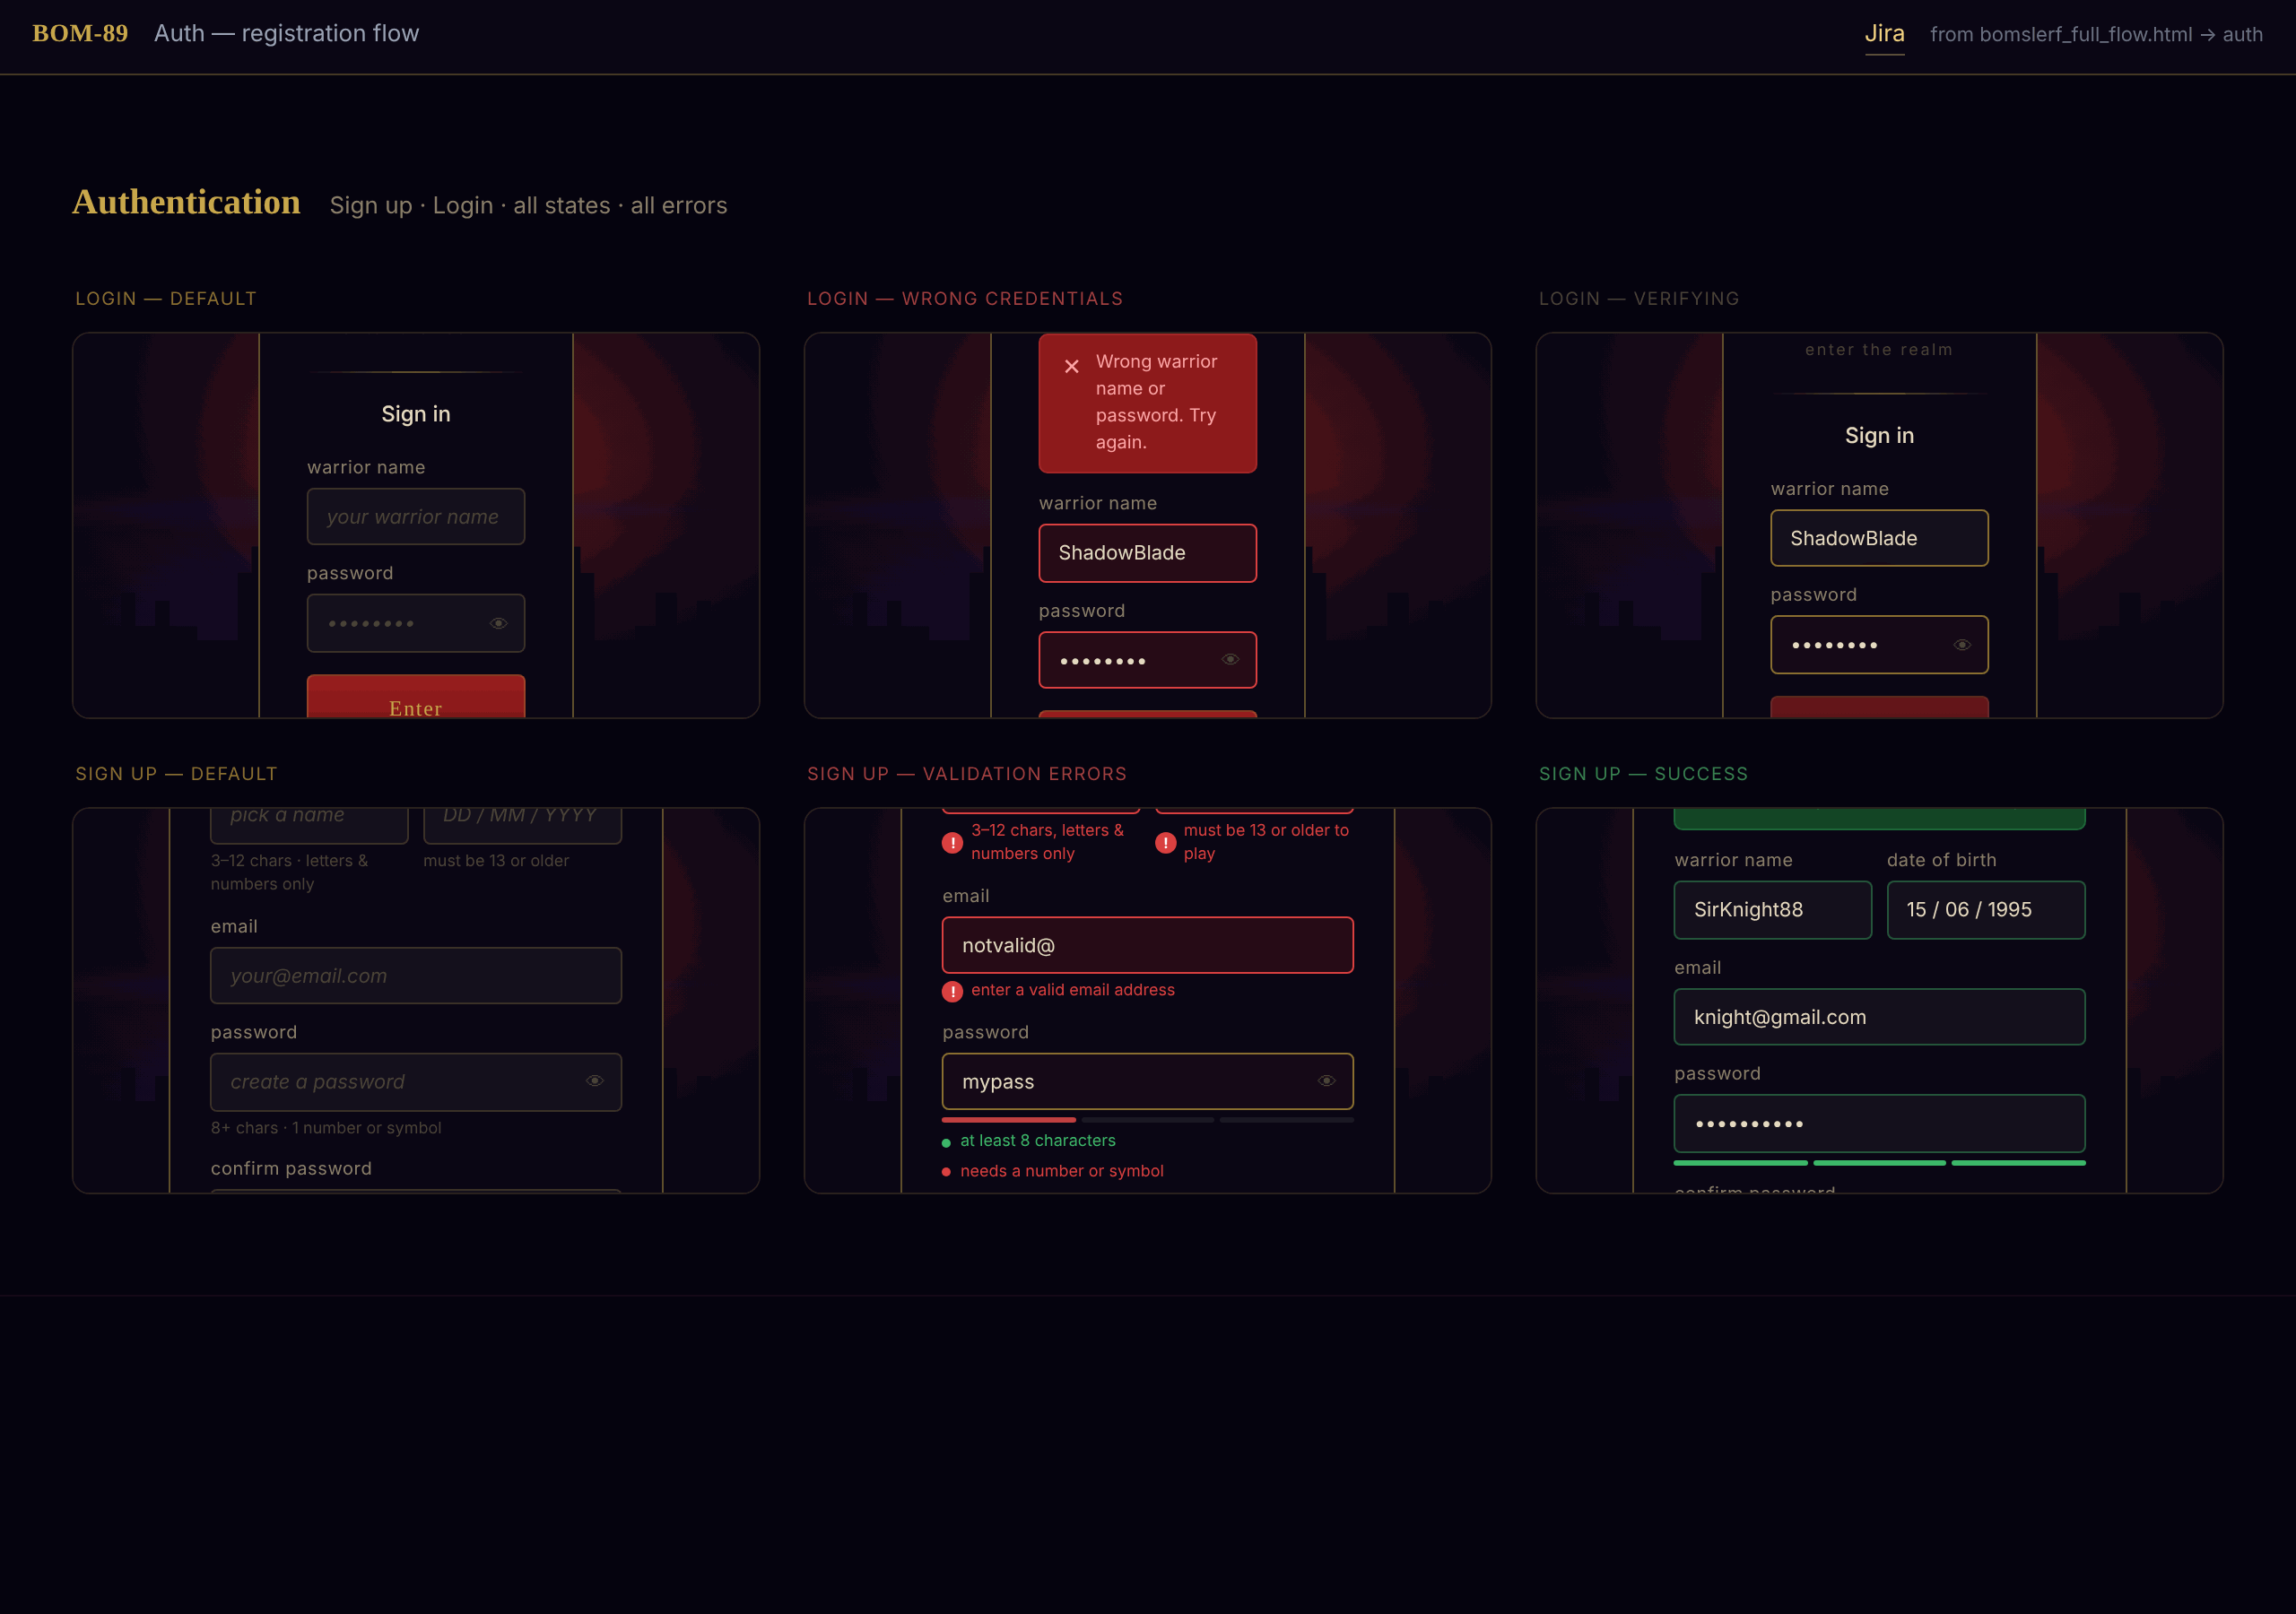 BOM-89 Auth — registration flow Jira from bomslerf_full_flow.html → auth
Authentication Sign up · Login · all states · all errors
LOGIN — DEFAULT
Sign in
warrior name
your warrior name
password
••••••••
Enter
LOGIN — WRONG CREDENTIALS
✕ Wrong warrior
name or
password. Try
again.
warrior name
ShadowBlade
password
••••••••
LOGIN — VERIFYING
enter the realm
Sign in
warrior name
ShadowBlade
password
••••••••
SIGN UP — DEFAULT
pick a name DD / MM / YYYY
3–12 chars · letters &
numbers only
must be 13 or older
email
your@email.com
password
create a password
8+ chars · 1 number or symbol
confirm password
SIGN UP — VALIDATION ERRORS
! 3–12 chars, letters &
numbers only
! must be 13 or older to
play
email
notvalid@
! enter a valid email address
password
mypass
at least 8 characters
needs a number or symbol
SIGN UP — SUCCESS
warrior name date of birth
SirKnight88 15 / 06 / 1995
email
knight@gmail.com
password
••••••••••
confirm password